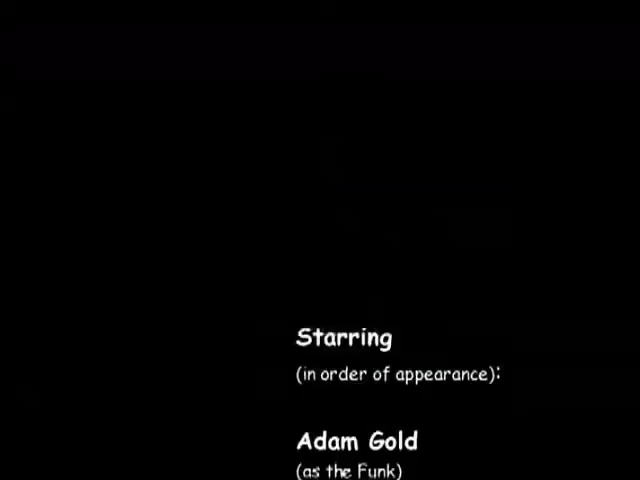 Starring
(in order of appearance):
Adam Gold
(as the Funk)